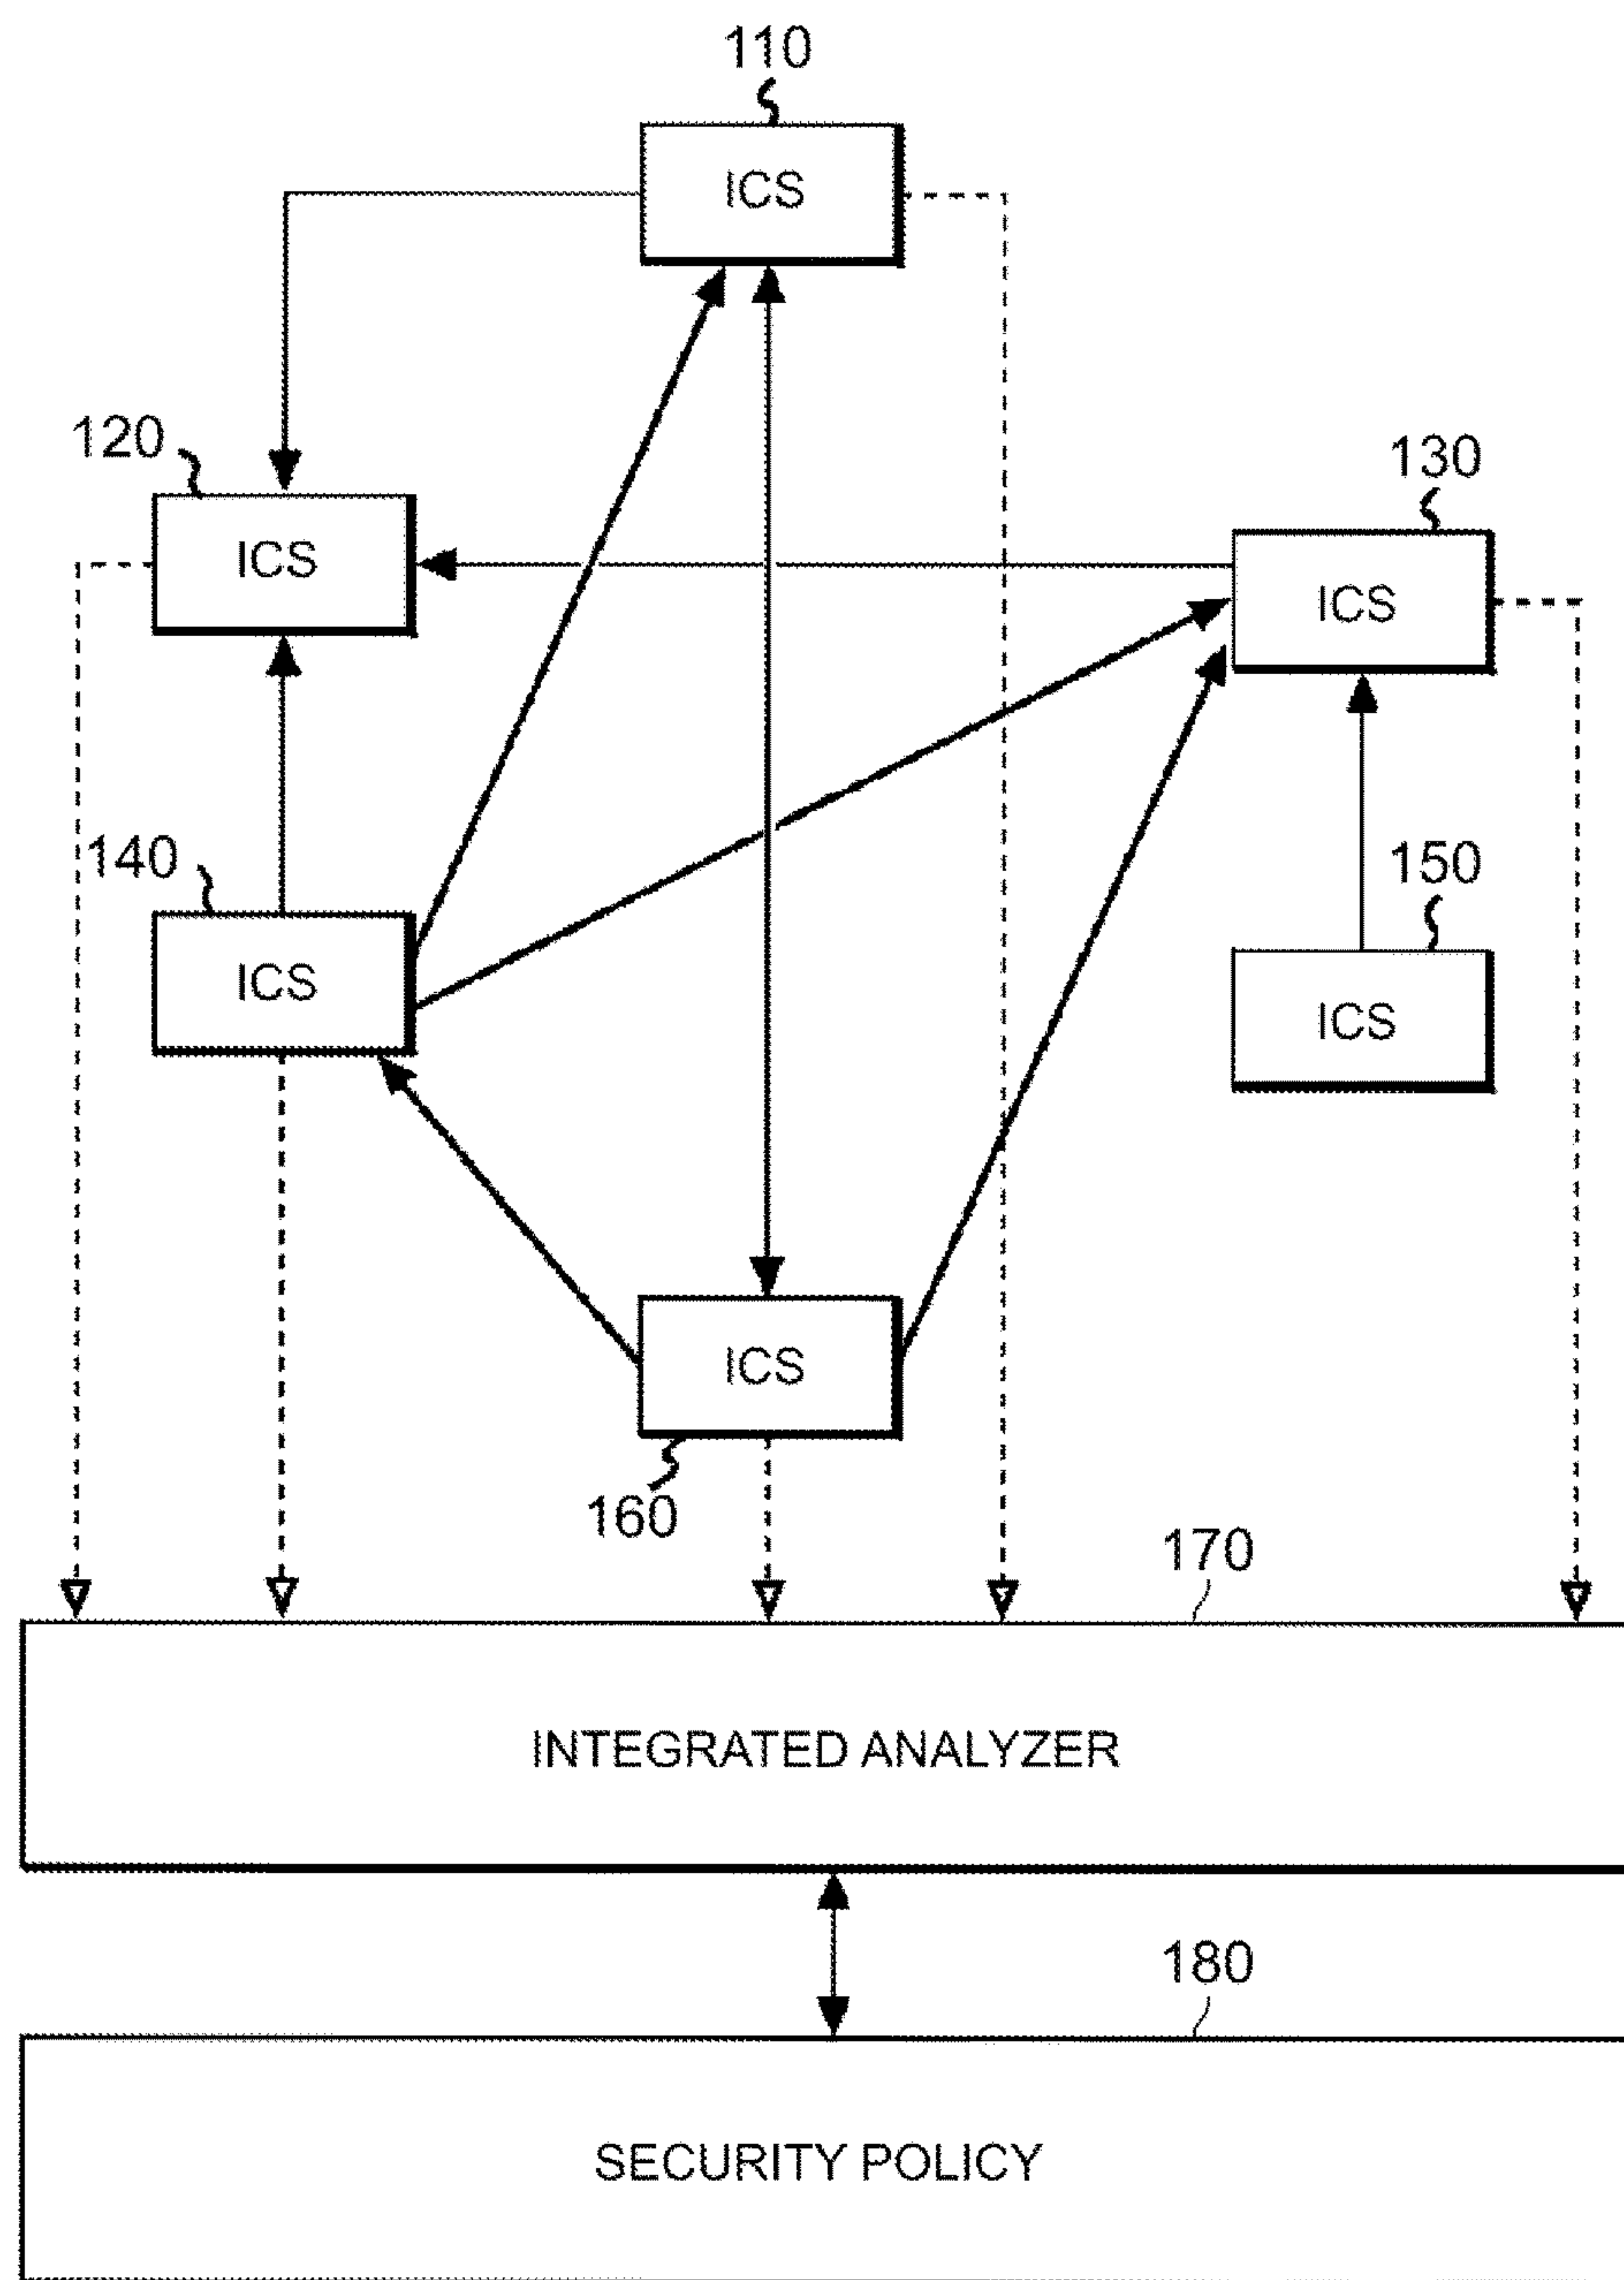 110
ICS
120
ICS
130
ICS
140
ICS
150
ICS
ICS
160
170
INTEGRATED ANALYZER
180
SECURITY POLICY